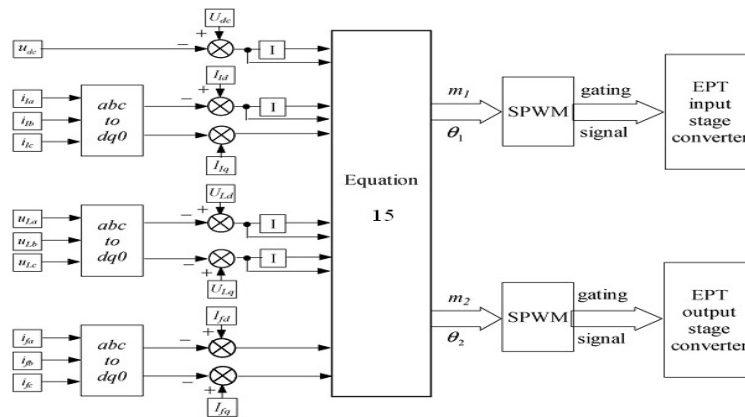 U_dc
u_dc
+
−
I
I_Id
i_Ia
i_Ib
i_Ic
abc
to
dq0
−
+
−
I
+
I_Iq
U_Ld
u_La
u_Lb
u_Lc
abc
to
dq0
−
+
I
−
I
+
U_Lq
I_fd
i_fa
i_fb
i_fc
abc
to
dq0
−
+
−
+
I_fq
Equation
15
m_1
θ_1
SPWM
gating
signal
EPT
input
stage
converter
m_2
θ_2
SPWM
gating
signal
EPT
output
stage
converter